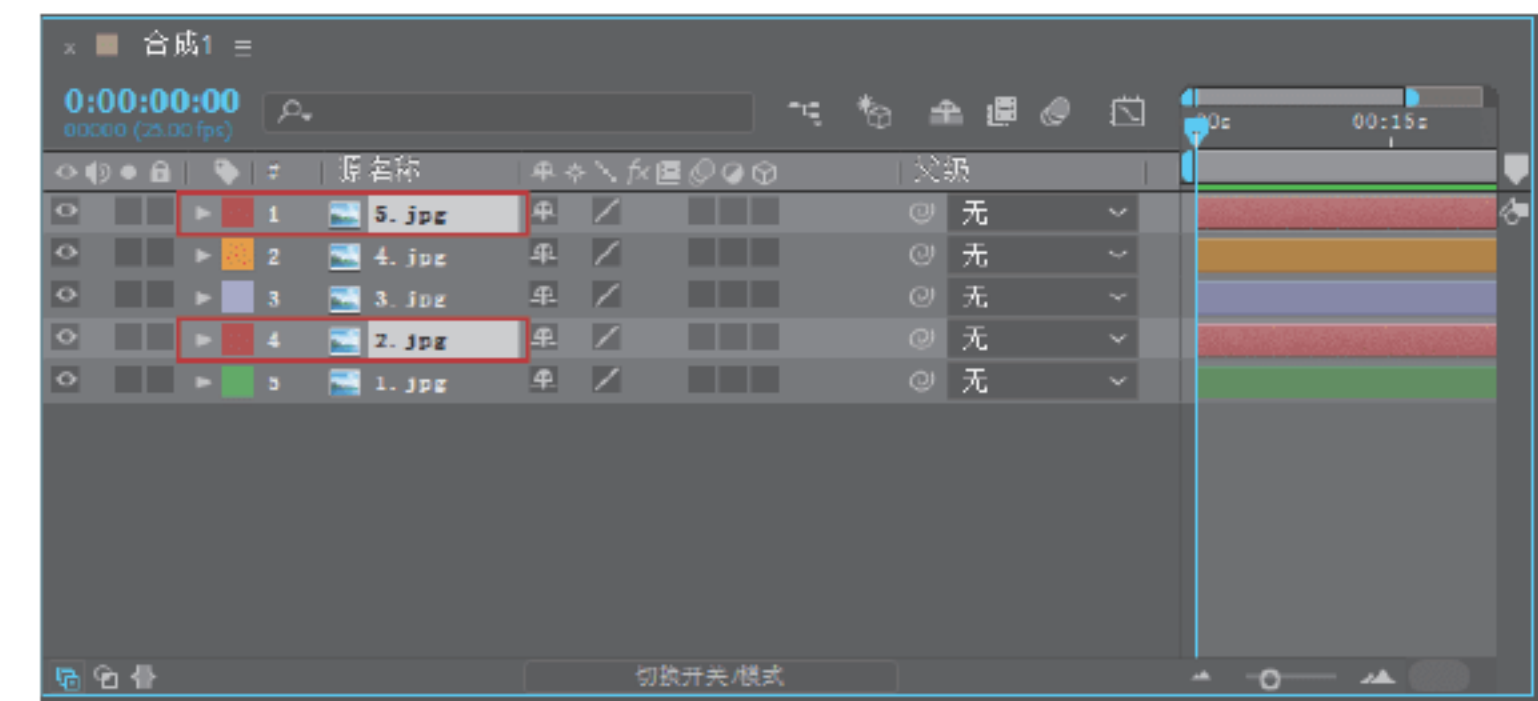 合成1
0:00:00:00
00000 (25.00 fps)
00:15s
# 源名称 fx 父级
1 5.jpg 无
2 4.jpg 无
3 3.jpg 无
4 2.jpg 无
5 1.jpg 无
切换开关/模式